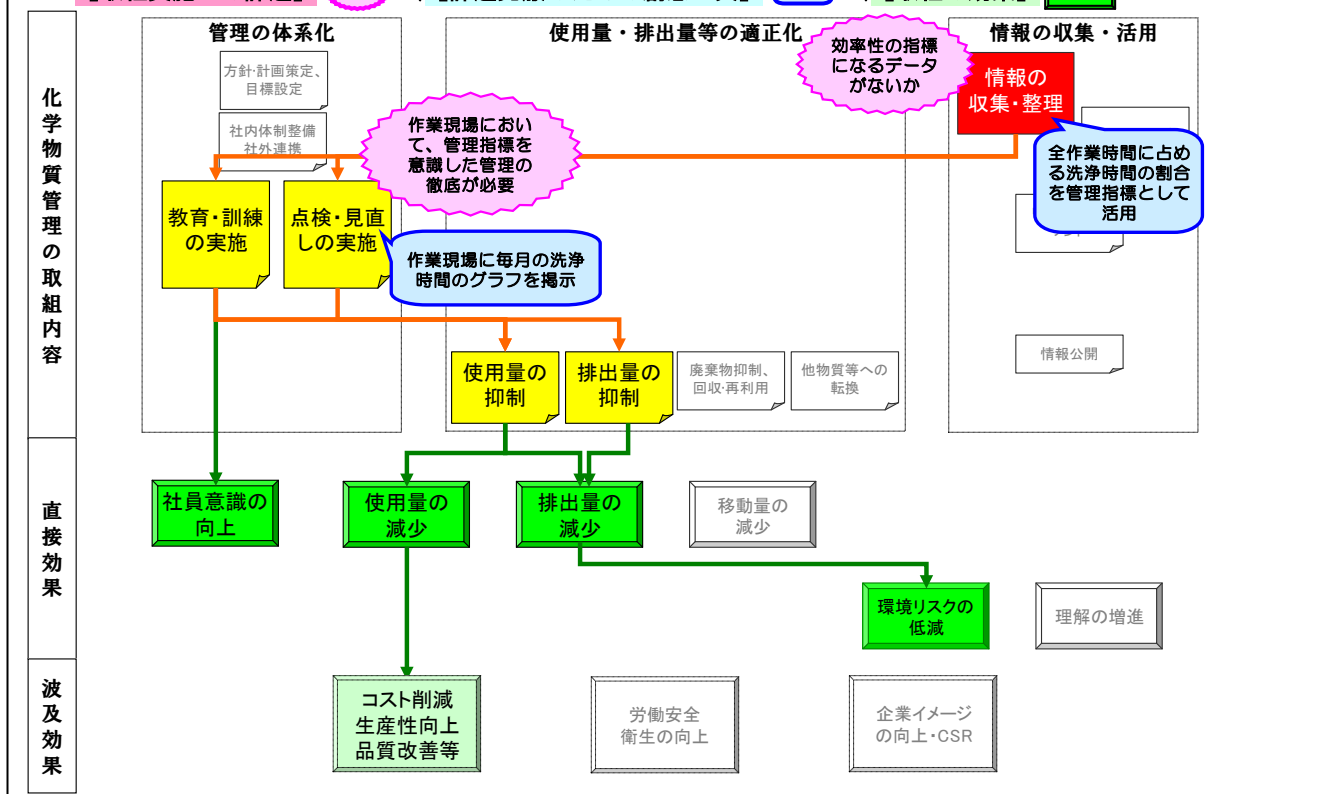 管理の体系化
使用量・排出量等の適正化
情報の収集・活用
化学物質管理の取組内容
方針・計画策定、
目標設定
社内体制整備
社外連携
作業現場におい
て、管理指標を
意識した管理の
徹底が必要
効率性の指標
になるデータ
がないか
情報の
収集・整理
全作業時間に占め
る洗浄時間の割合
を管理指標として
活用
教育・訓練
の実施
点検・見直
しの実施
作業現場に毎月の洗浄
時間のグラフを掲示
使用量の
抑制
排出量の
抑制
廃棄物抑制、
回収・再利用
他物質等への
転換
情報公開
直接効果
社員意識の
向上
使用量の
減少
排出量の
減少
移動量の
減少
環境リスクの
低減
理解の増進
波及効果
コスト削減
生産性向上
品質改善等
労働安全
衛生の向上
企業イメージ
の向上・CSR